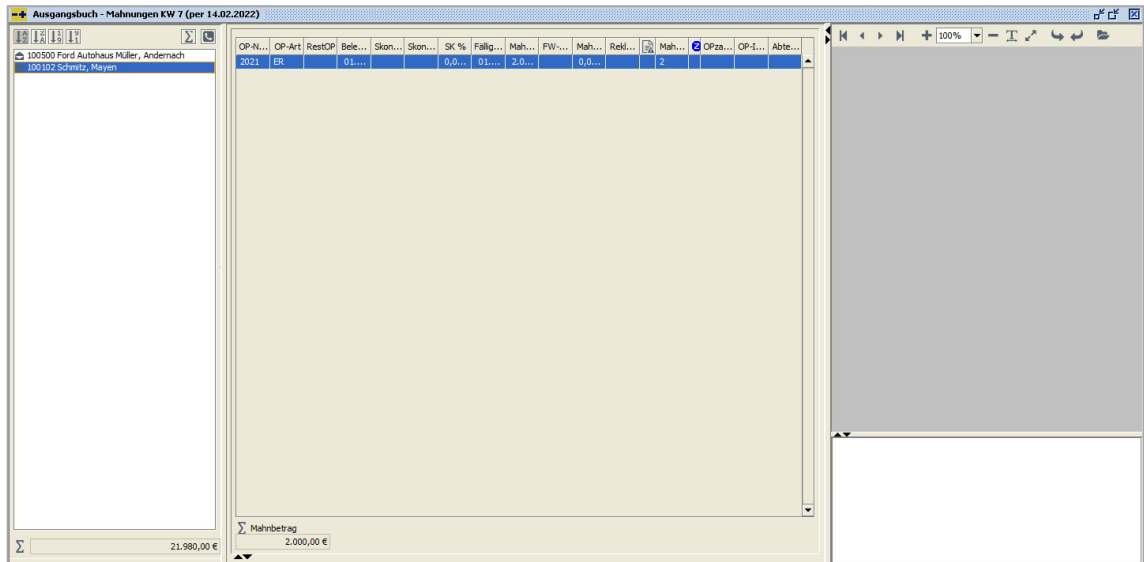 Ausgangsbuch - Mahnungen KW 7 (per 14.02.2022)
100%
100500 Ford Autohaus Müller, Andernach
100102 Schmitz, Mayen
OP-N... OP-Art RestOP Bele... Skon... Skon... SK % Fällig... Mah... FW-... Mah... Rekl... Mah... Z OPza... OP-I... Abte...
2021 ER 01.... 0,0... 01.... 2.0... 0,0... 2
Σ Mahnbetrag
2.000,00 €
Σ 21.980,00 €